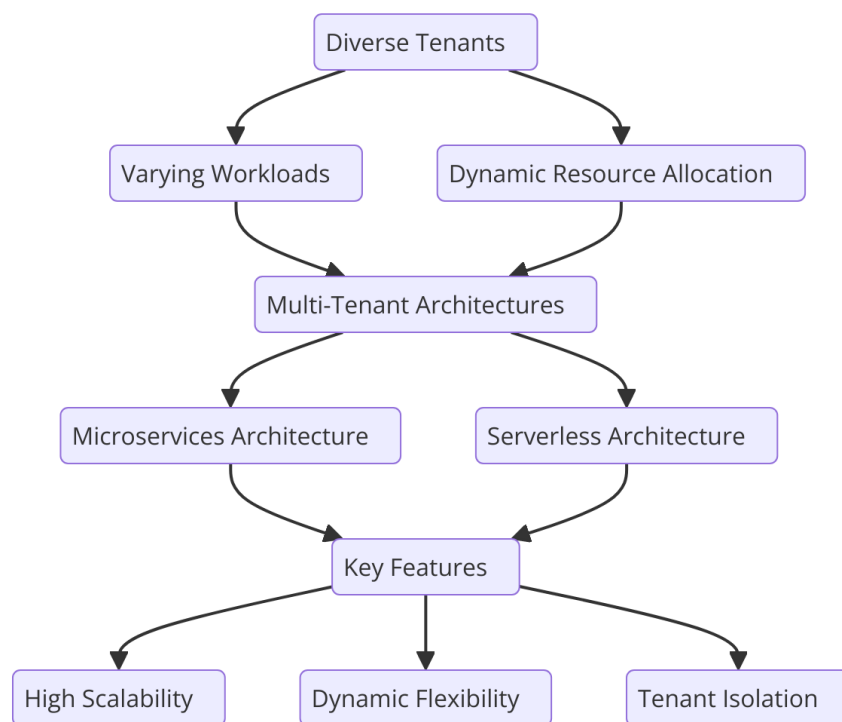 Diverse Tenants
Varying Workloads
Dynamic Resource Allocation
Multi-Tenant Architectures
Microservices Architecture
Serverless Architecture
Key Features
High Scalability
Dynamic Flexibility
Tenant Isolation